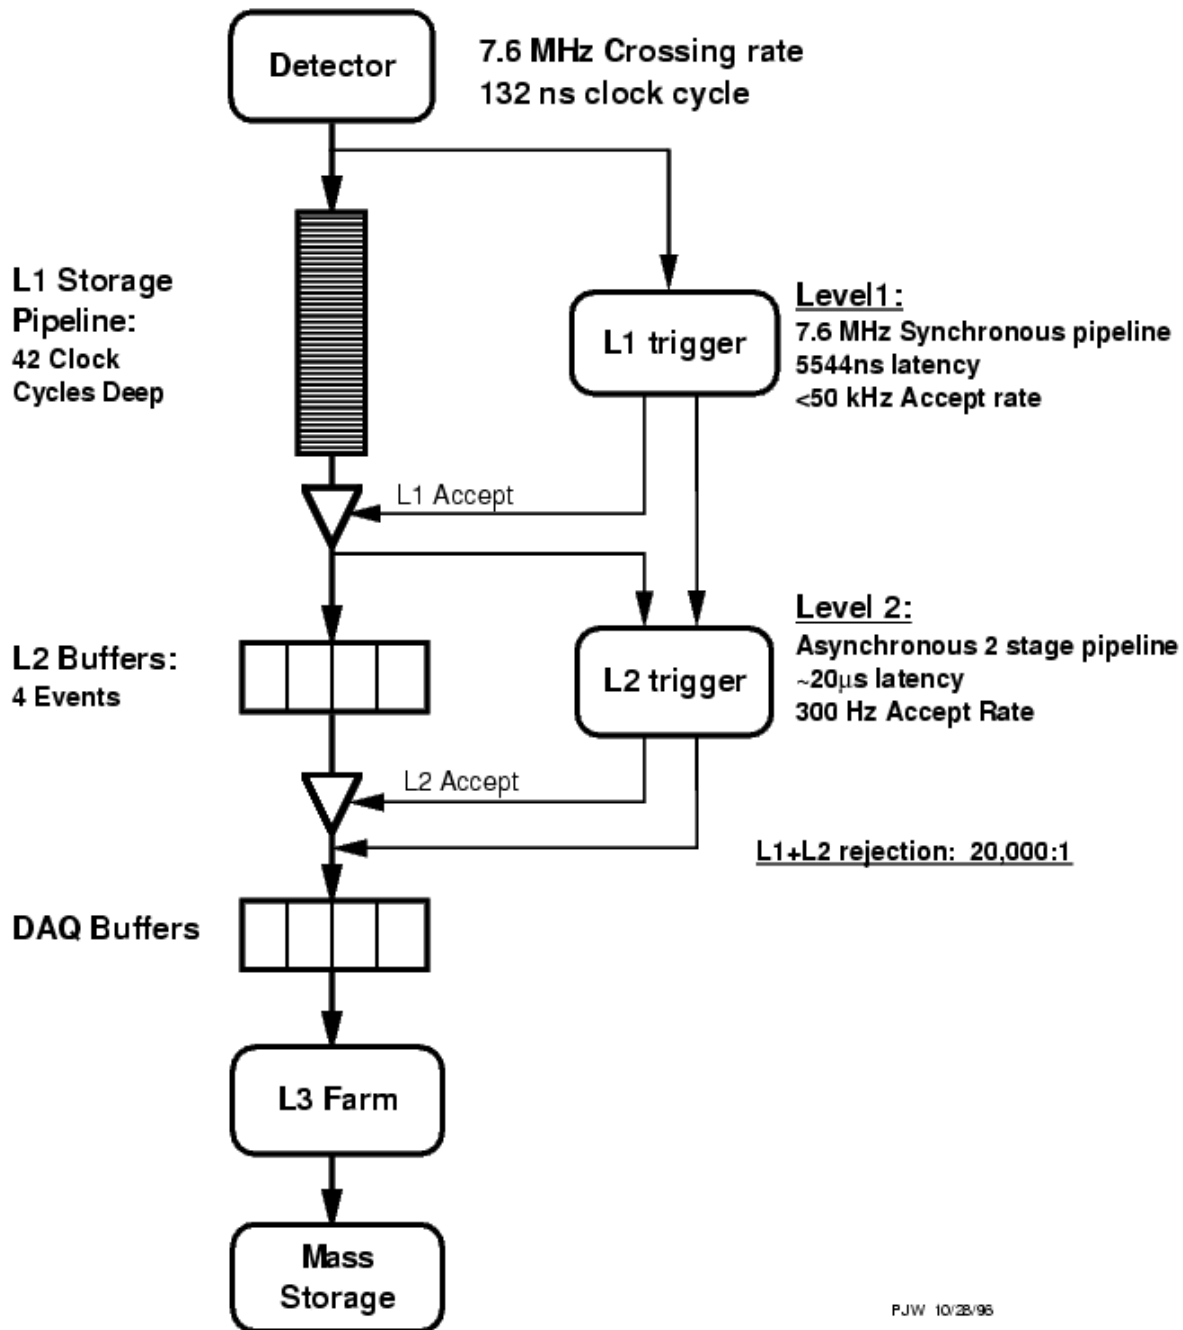 Detector
7.6 MHz Crossing rate
132 ns clock cycle
L1 Storage
Pipeline:
42 Clock
Cycles Deep
L1 trigger
Level1:
7.6 MHz Synchronous pipeline
5544ns latency
<50 kHz Accept rate
L1 Accept
L2 Buffers:
4 Events
L2 trigger
Level 2:
Asynchronous 2 stage pipeline
~20μs latency
300 Hz Accept Rate
L2 Accept
L1+L2 rejection: 20,000:1
DAQ Buffers
L3 Farm
Mass
Storage
PJW 10/28/96